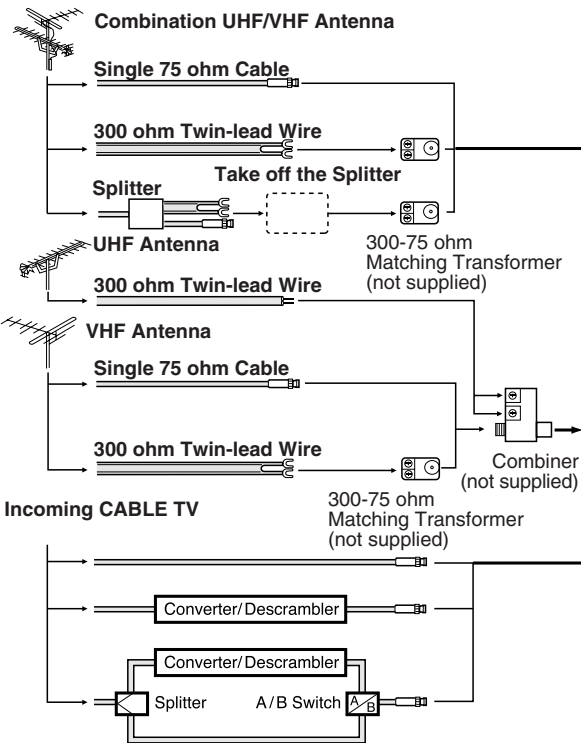 Combination UHF/VHF Antenna
Single 75 ohm Cable
300 ohm Twin-lead Wire
Take off the Splitter
Splitter
UHF Antenna
300-75 ohm
Matching Transformer
(not supplied)
300 ohm Twin-lead Wire
VHF Antenna
Single 75 ohm Cable
300 ohm Twin-lead Wire
Combiner
(not supplied)
300-75 ohm
Matching Transformer
(not supplied)
Incoming CABLE TV
Converter/Descrambler
Converter/Descrambler
Splitter
A/B Switch
A
B